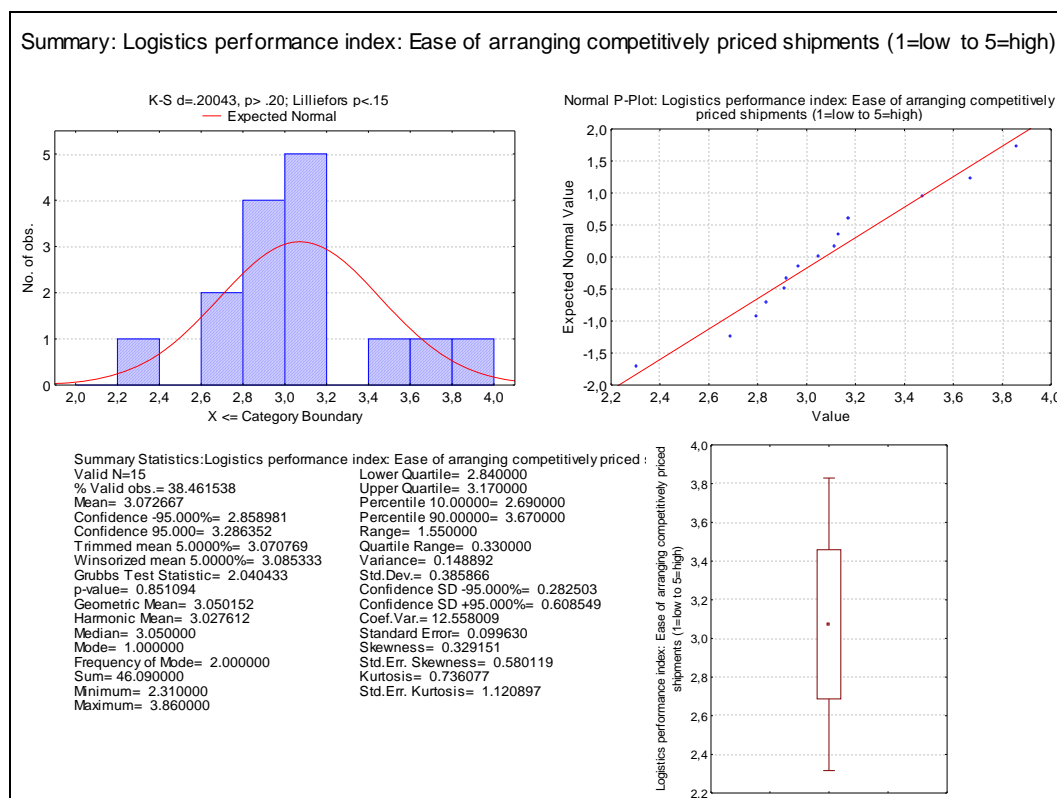 Summary: Logistics performance index: Ease of arranging competitively priced shipments (1=low to 5=high)
K-S d=.20043, p> .20; Lilliefors p<.15
Expected Normal
No. of obs.
5
4
3
2
1
0
2,0 2,2 2,4 2,6 2,8 3,0 3,2 3,4 3,6 3,8 4,0
X <= Category Boundary
Normal P-Plot: Logistics performance index: Ease of arranging competitively
priced shipments (1=low to 5=high)
Expected Normal Value
2,0
1,5
1,0
0,5
0,0
-0,5
-1,0
-1,5
-2,0
2,2 2,4 2,6 2,8 3,0 3,2 3,4 3,6 3,8 4,0
Value
Summary Statistics:Logistics performance index: Ease of arranging competitively priced
Valid N=15
% Valid obs.= 38.461538
Mean= 3.072667
Confidence -95.000%= 2.858981
Confidence 95.000= 3.286352
Trimmed mean 5.0000%= 3.070769
Winsorized mean 5.0000%= 3.085333
Grubbs Test Statistic= 2.040433
p-value= 0.851094
Geometric Mean= 3.050152
Harmonic Mean= 3.027612
Median= 3.050000
Mode= 1.000000
Frequency of Mode= 2.000000
Sum= 46.090000
Minimum= 2.310000
Maximum= 3.860000
Lower Quartile= 2.840000
Upper Quartile= 3.170000
Percentile 10.00000= 2.690000
Percentile 90.00000= 3.670000
Range= 1.550000
Quartile Range= 0.330000
Variance= 0.148892
Std.Dev.= 0.385866
Confidence SD -95.000%= 0.282503
Confidence SD +95.000%= 0.608549
Coef.Var.= 12.558009
Standard Error= 0.099630
Skewness= 0.329151
Std.Err. Skewness= 0.580119
Kurtosis= 0.736077
Std.Err. Kurtosis= 1.120897
Logistics performance index: Ease of arranging competitively priced
shipments (1=low to 5=high)
4,0
3,8
3,6
3,4
3,2
3,0
2,8
2,6
2,4
2,2